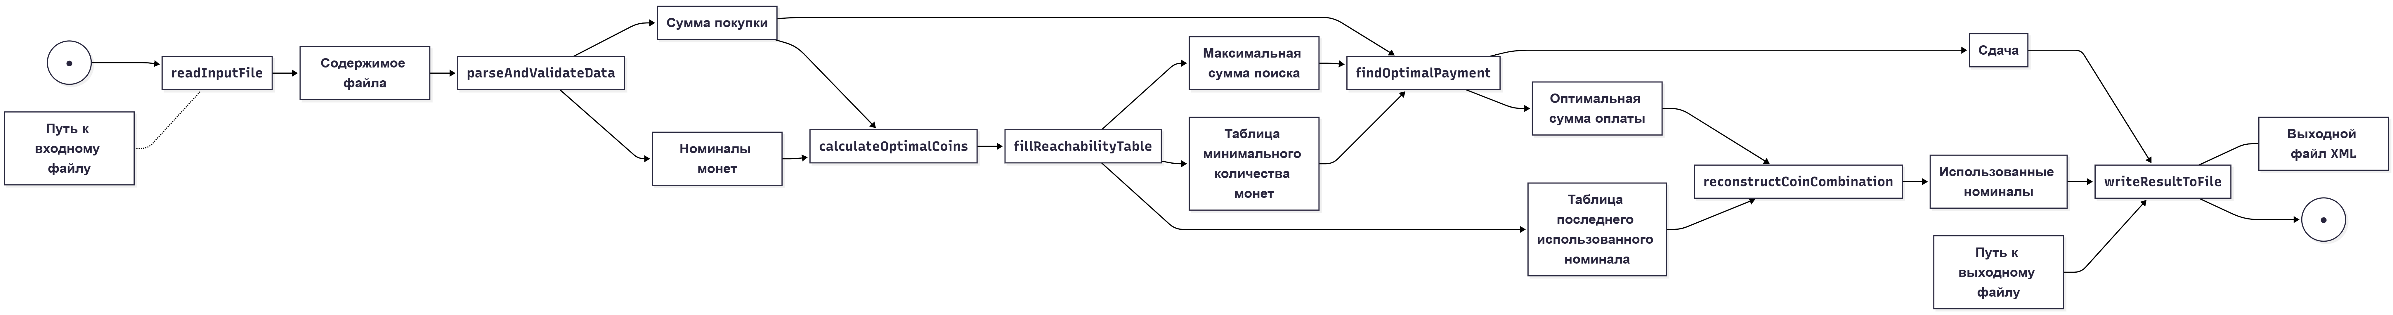 readInputFile
Путь к
входному
файлу
Содержимое
файла
parseAndValidateData
Сумма покупки
Номиналы
монет
calculateOptimalCoins
fillReachabilityTable
Максимальная
сумма поиска
Таблица
минимального
количества
монет
findOptimalPayment
Оптимальная
сумма оплаты
Таблица
последнего
использованного
номинала
reconstructCoinCombination
Сдача
Использованные
номиналы
Путь к
выходному
файлу
writeResultToFile
Выходной
файл XML